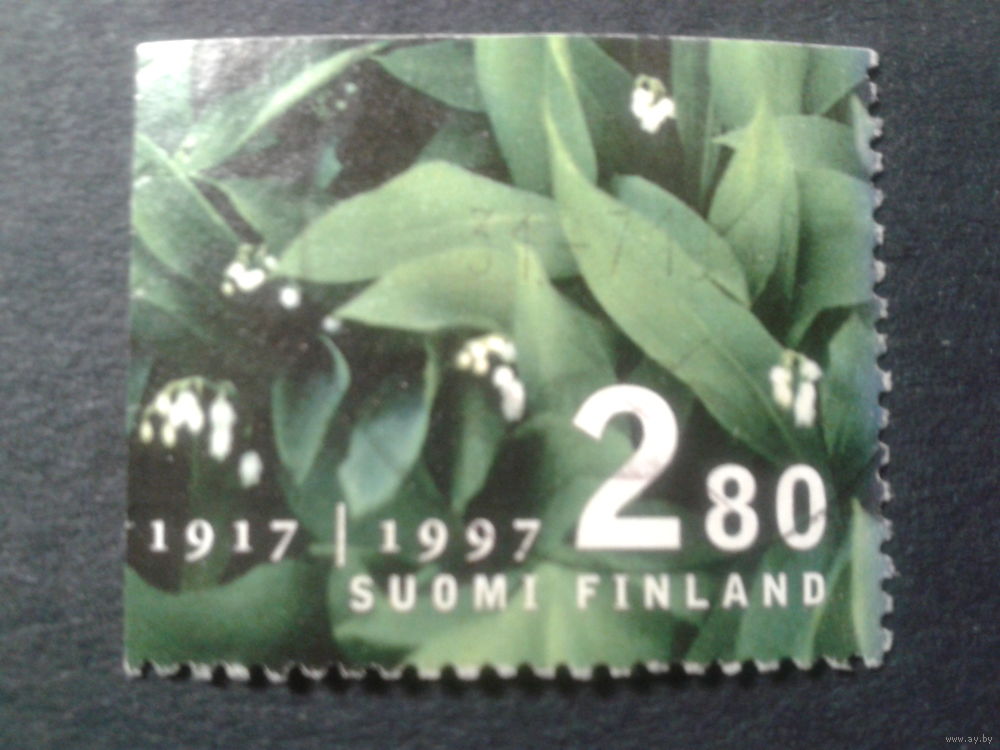 1917 | 1997 2 80
SUOMI FINLAND
www.ay.by